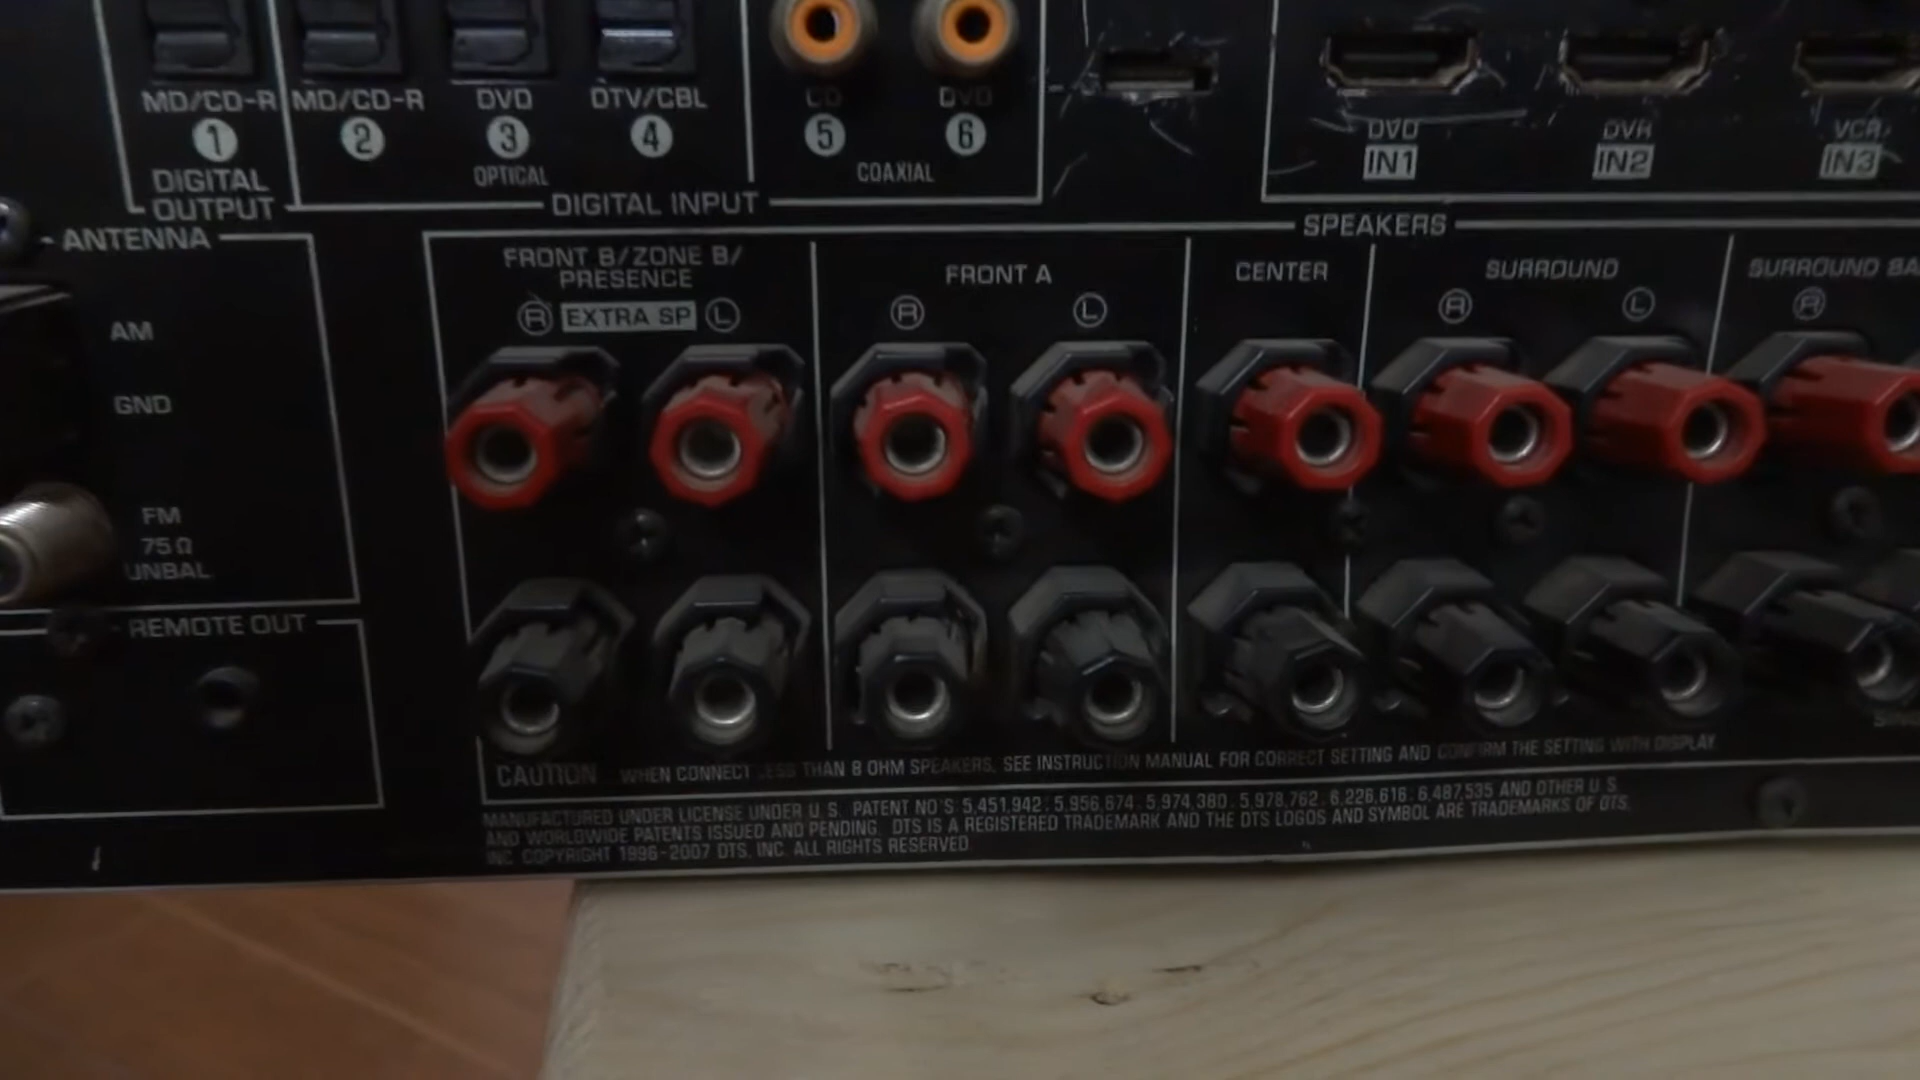 MD/CD-R MD/CD-R DVD DTV/CBL CD DVD
1 2 3 4 5 6
DVD DVR VCR
IN1 IN2 IN3
DIGITAL OUTPUT
OPTICAL
COAXIAL
DIGITAL INPUT
ANTENNA
AM
GND
FM
75Ω
UNBAL.
REMOTE OUT
SPEAKERS
FRONT B/ZONE B/
PRESENCE
R EXTRA SP L
FRONT A
R L
CENTER
SURROUND
R L
SURROUND BA
R
CAUTION WHEN CONNECT LESS THAN 8 OHM SPEAKERS, SEE INSTRUCTION MANUAL FOR CORRECT SETTING AND CONFIRM THE SETTING WITH DISPLAY.
MANUFACTURED UNDER LICENSE UNDER U.S. PATENT NO'S 5,451,942. 5,956,674. 5,974,380. 5,978,762. 6,226,616. 6,487,535 AND OTHER U.S.
AND WORLDWIDE PATENTS ISSUED AND PENDING. DTS IS A REGISTERED TRADEMARK AND THE DTS LOGOS AND SYMBOL ARE TRADEMARKS OF DTS,
INC. COPYRIGHT 1996-2007 DTS, INC. ALL RIGHTS RESERVED.